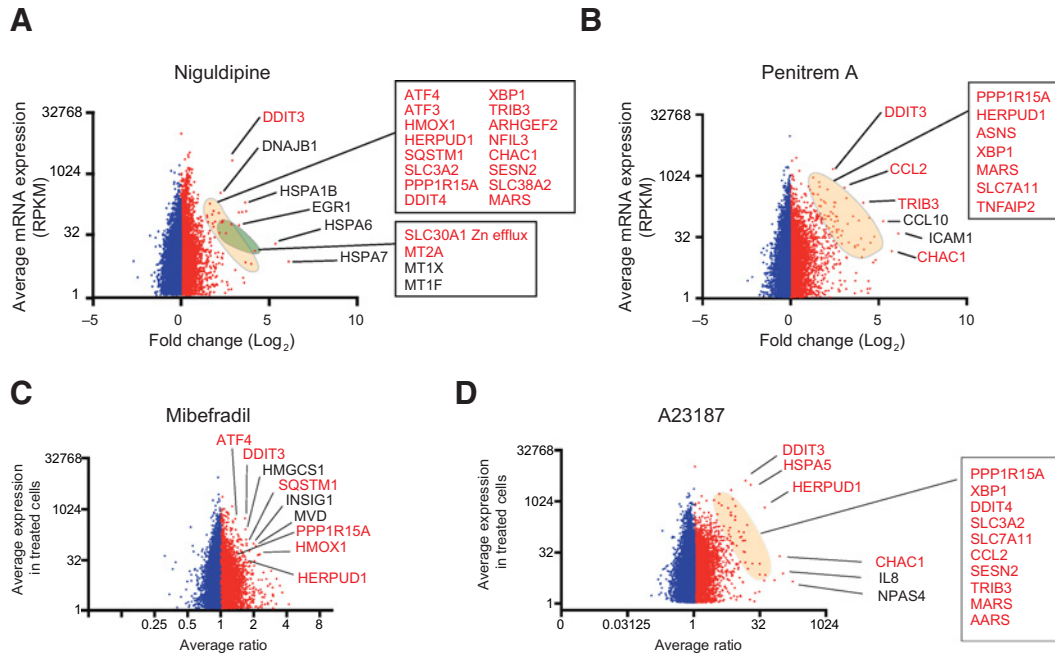 A
Niguldipine
Average mRNA expression
(RPKM)
32768
1024
32
1
−5
0
5
10
Fold change (Log2)
DDIT3
DNAJB1
HSPA1B
EGR1
HSPA6
HSPA7
ATF4 XBP1
ATF3 TRIB3
HMOX1 ARHGEF2
HERPUD1 NFIL3
SQSTM1 CHAC1
SLC3A2 SESN2
PPP1R15A SLC38A2
DDIT4 MARS
SLC30A1 Zn efflux
MT2A
MT1X
MT1F
B
Penitrem A
Average mRNA expression
(RPKM)
32768
1024
32
1
−5
0
5
10
Fold change (Log2)
DDIT3
CCL2
TRIB3
CCL10
ICAM1
CHAC1
PPP1R15A
HERPUD1
ASNS
XBP1
MARS
SLC7A11
TNFAIP2
C
Mibefradil
Average expression
in treated cells
32768
1024
32
1
0.25
0.5
1
2
4
8
Average ratio
ATF4
DDIT3
HMGCS1
SQSTM1
INSIG1
MVD
PPP1R15A
HMOX1
HERPUD1
D
A23187
Average expression
in treated cells
32768
1024
32
1
0
0.03125
1
32
1024
Average ratio
DDIT3
HSPA5
HERPUD1
CHAC1
IL8
NPAS4
PPP1R15A
XBP1
DDIT4
SLC3A2
SLC7A11
CCL2
SESN2
TRIB3
MARS
AARS